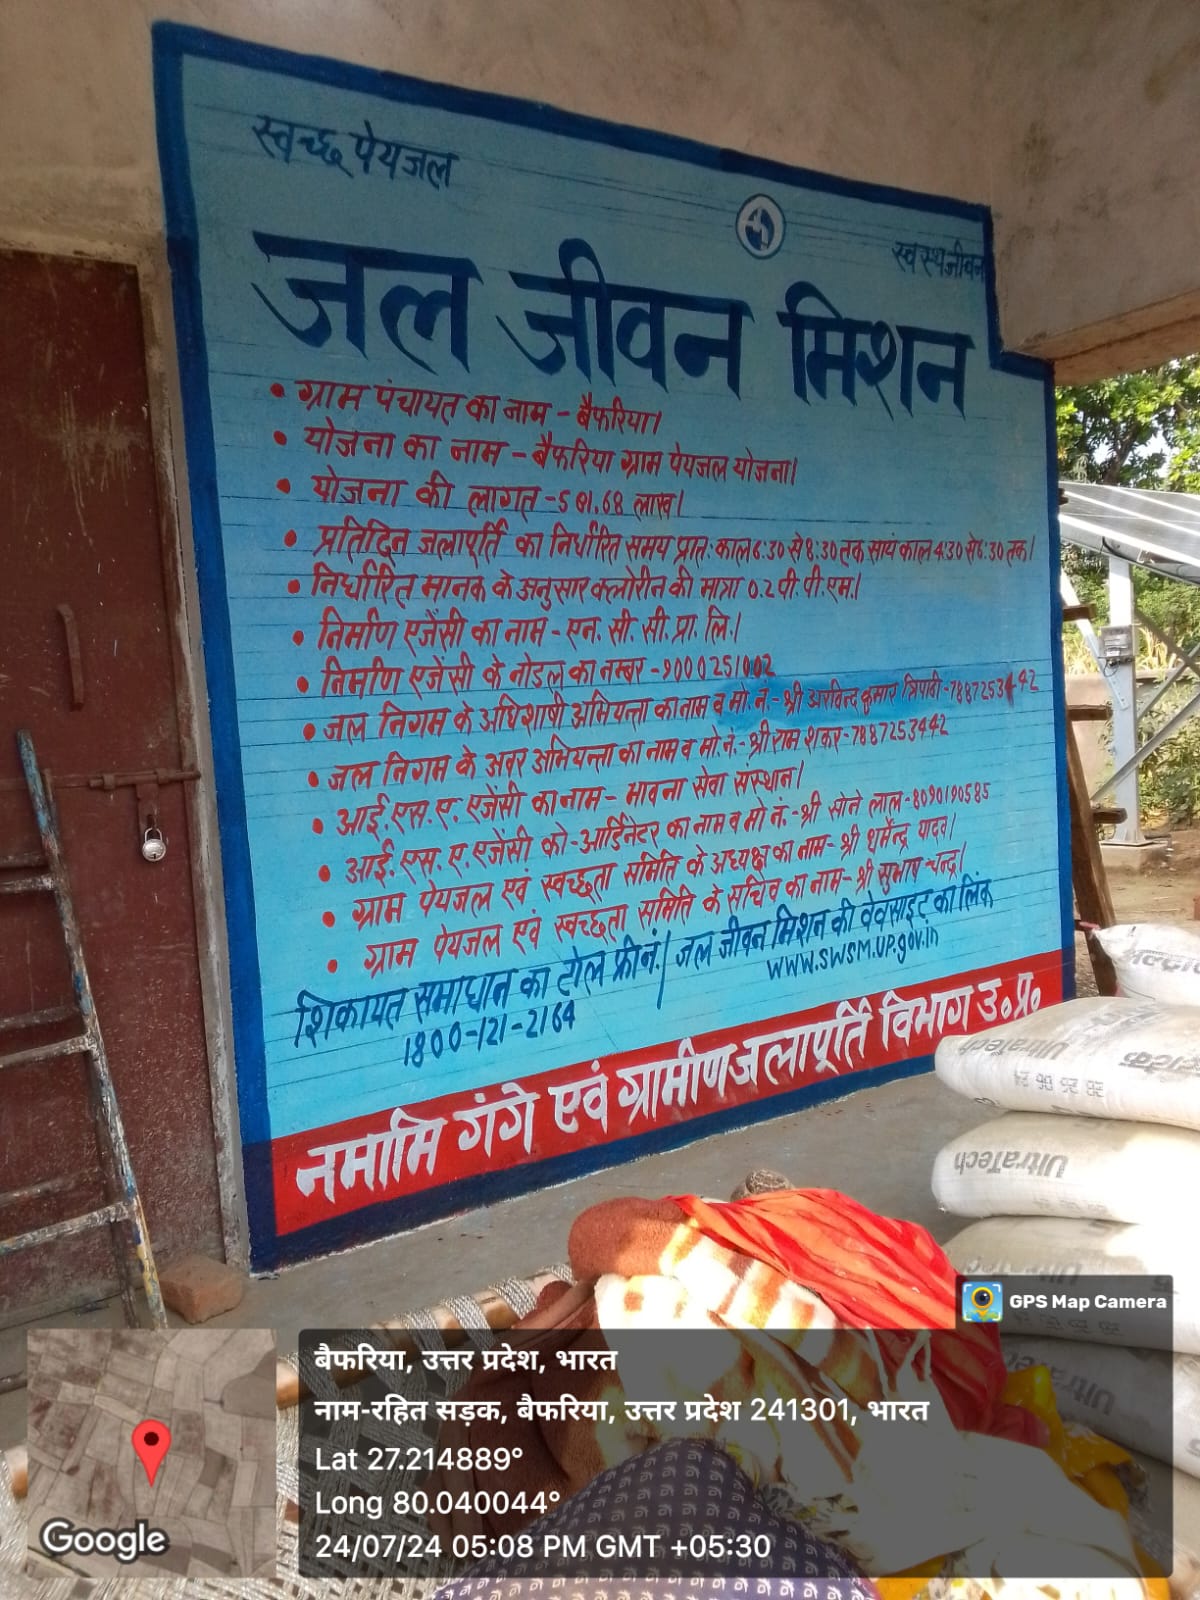 स्वच्छ पेयजल
स्वस्थ जीवन
जल जीवन मिशन
• ग्राम पंचायत का नाम - बैफरिया।
• योजना का नाम - बैफरिया ग्राम पेयजल योजना।
• योजना की लागत - लाख।
• प्रतिदिन जलापूर्ति का निर्धारित समय प्रात: काल 6:30 से 8:30 तक सायं काल 4:30 से 6:30 तक।
• निर्धारित मानक के अनुसार क्लोरीन की मात्रा 0.2 पी. पी. एम.।
• निर्माण एजेंसी का नाम - एन. सी. सी. प्रा. लि.।
• निर्माण एजेंसी के नोडल का नम्बर - 9000251002
• जल निगम के अधिशाषी अभियन्ता का नाम व मो. नं. - श्री अरविन्द कुमार त्रिपाठी - 7887253442
• जल निगम के अवर अभियन्ता का नाम व मो. नं. - श्री राम शंकर - 7887253442
• आई. एस. ए. एजेंसी का नाम - भावना सेवा संस्थान।
• आई. एस. ए. एजेंसी को-आर्डिनेटर का नाम व मो नं. - श्री सोने लाल - 8090190585
• ग्राम पेयजल एवं स्वच्छता समिति के अध्यक्ष का नाम - श्री धर्मेन्द्र यादव।
• ग्राम पेयजल एवं स्वच्छता समिति के सचिव का नाम - श्री सुभाष चन्द्र।
शिकायत समाधान का टोल फ्री नं. | जल जीवन मिशन की वेबसाइट का लिंक
1800-121-2164
www.swsm.up.gov.in
नमामि गंगे एवं ग्रामीण जलापूर्ति विभाग उ॰ प्र॰
UltraTech
UltraTech
GPS Map Camera
बैफरिया, उत्तर प्रदेश, भारत
नाम-रहित सड़क, बैफरिया, उत्तर प्रदेश 241301, भारत
Lat 27.214889°
Long 80.040044°
24/07/24 05:08 PM GMT +05:30
Google